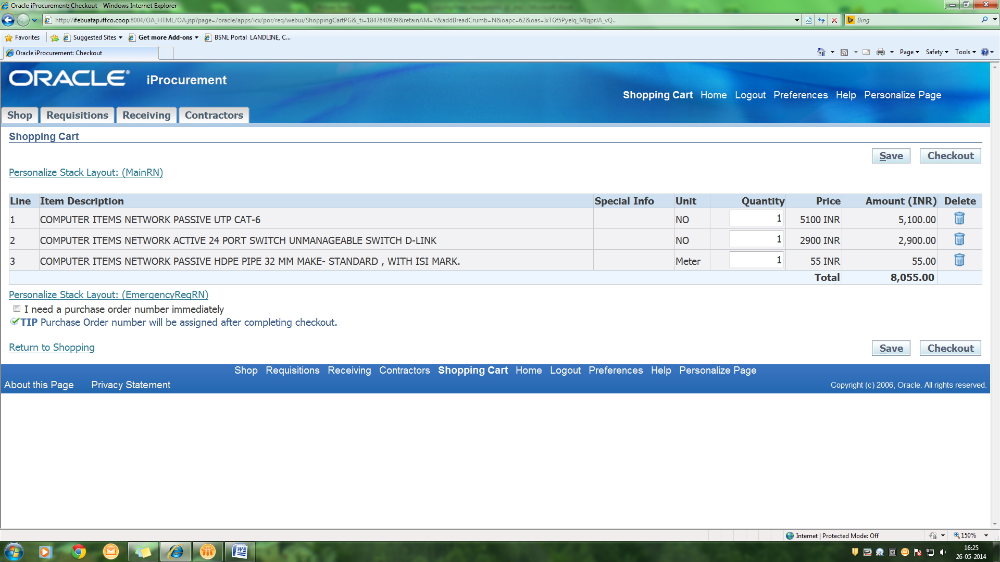 Oracle iProcurement: Checkout - Windows Internet Explorer
http://ifebuatap.iffco.coop:8004/OA_HTML/OA.jsp?page=/oracle/apps/icx/por/req/webui/ShoppingCartPG&_ti=1847840939&retainAM=Y&addBreadCrumb=N&oapc=62&oas=IxTGf5PyeIq_MIqprJA_vQ..
Bing
Favorites Suggested Sites Get more Add-ons BSNL Portal LANDLINE, C...
Oracle iProcurement: Checkout
Page Safety Tools
ORACLE® iProcurement
Shopping Cart Home Logout Preferences Help Personalize Page
Shop Requisitions Receiving Contractors
Shopping Cart
Save Checkout
Personalize Stack Layout: (MainRN)
Line Item Description Special Info Unit Quantity Price Amount (INR) Delete
1 COMPUTER ITEMS NETWORK PASSIVE UTP CAT-6 NO 1 5100 INR 5,100.00
2 COMPUTER ITEMS NETWORK ACTIVE 24 PORT SWITCH UNMANAGEABLE SWITCH D-LINK NO 1 2900 INR 2,900.00
3 COMPUTER ITEMS NETWORK PASSIVE HDPE PIPE 32 MM MAKE- STANDARD , WITH ISI MARK. Meter 1 55 INR 55.00
Total 8,055.00
Personalize Stack Layout: (EmergencyReqRN)
I need a purchase order number immediately
TIP Purchase Order number will be assigned after completing checkout.
Return to Shopping
Save Checkout
Shop Requisitions Receiving Contractors Shopping Cart Home Logout Preferences Help Personalize Page
About this Page Privacy Statement
Copyright (c) 2006, Oracle. All rights reserved.
Internet | Protected Mode: Off
150%
16:25
26-05-2014